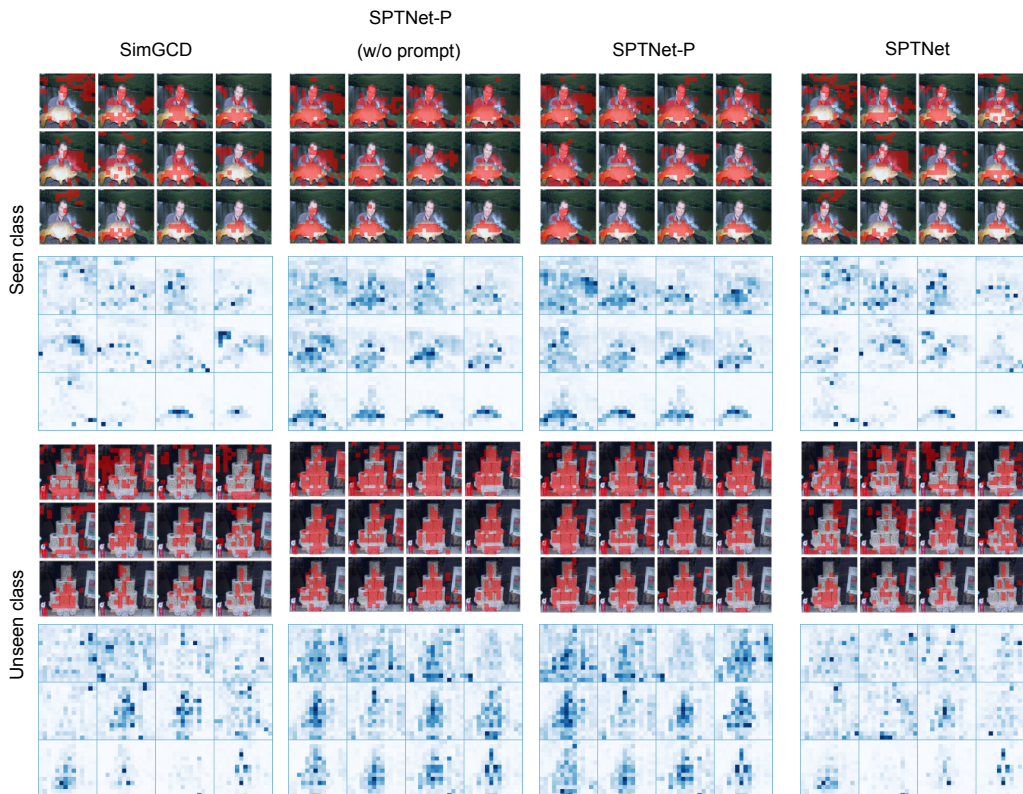 SPTNet-P
SimGCD
(w/o prompt)
SPTNet-P
SPTNet
Seen class
Unseen class